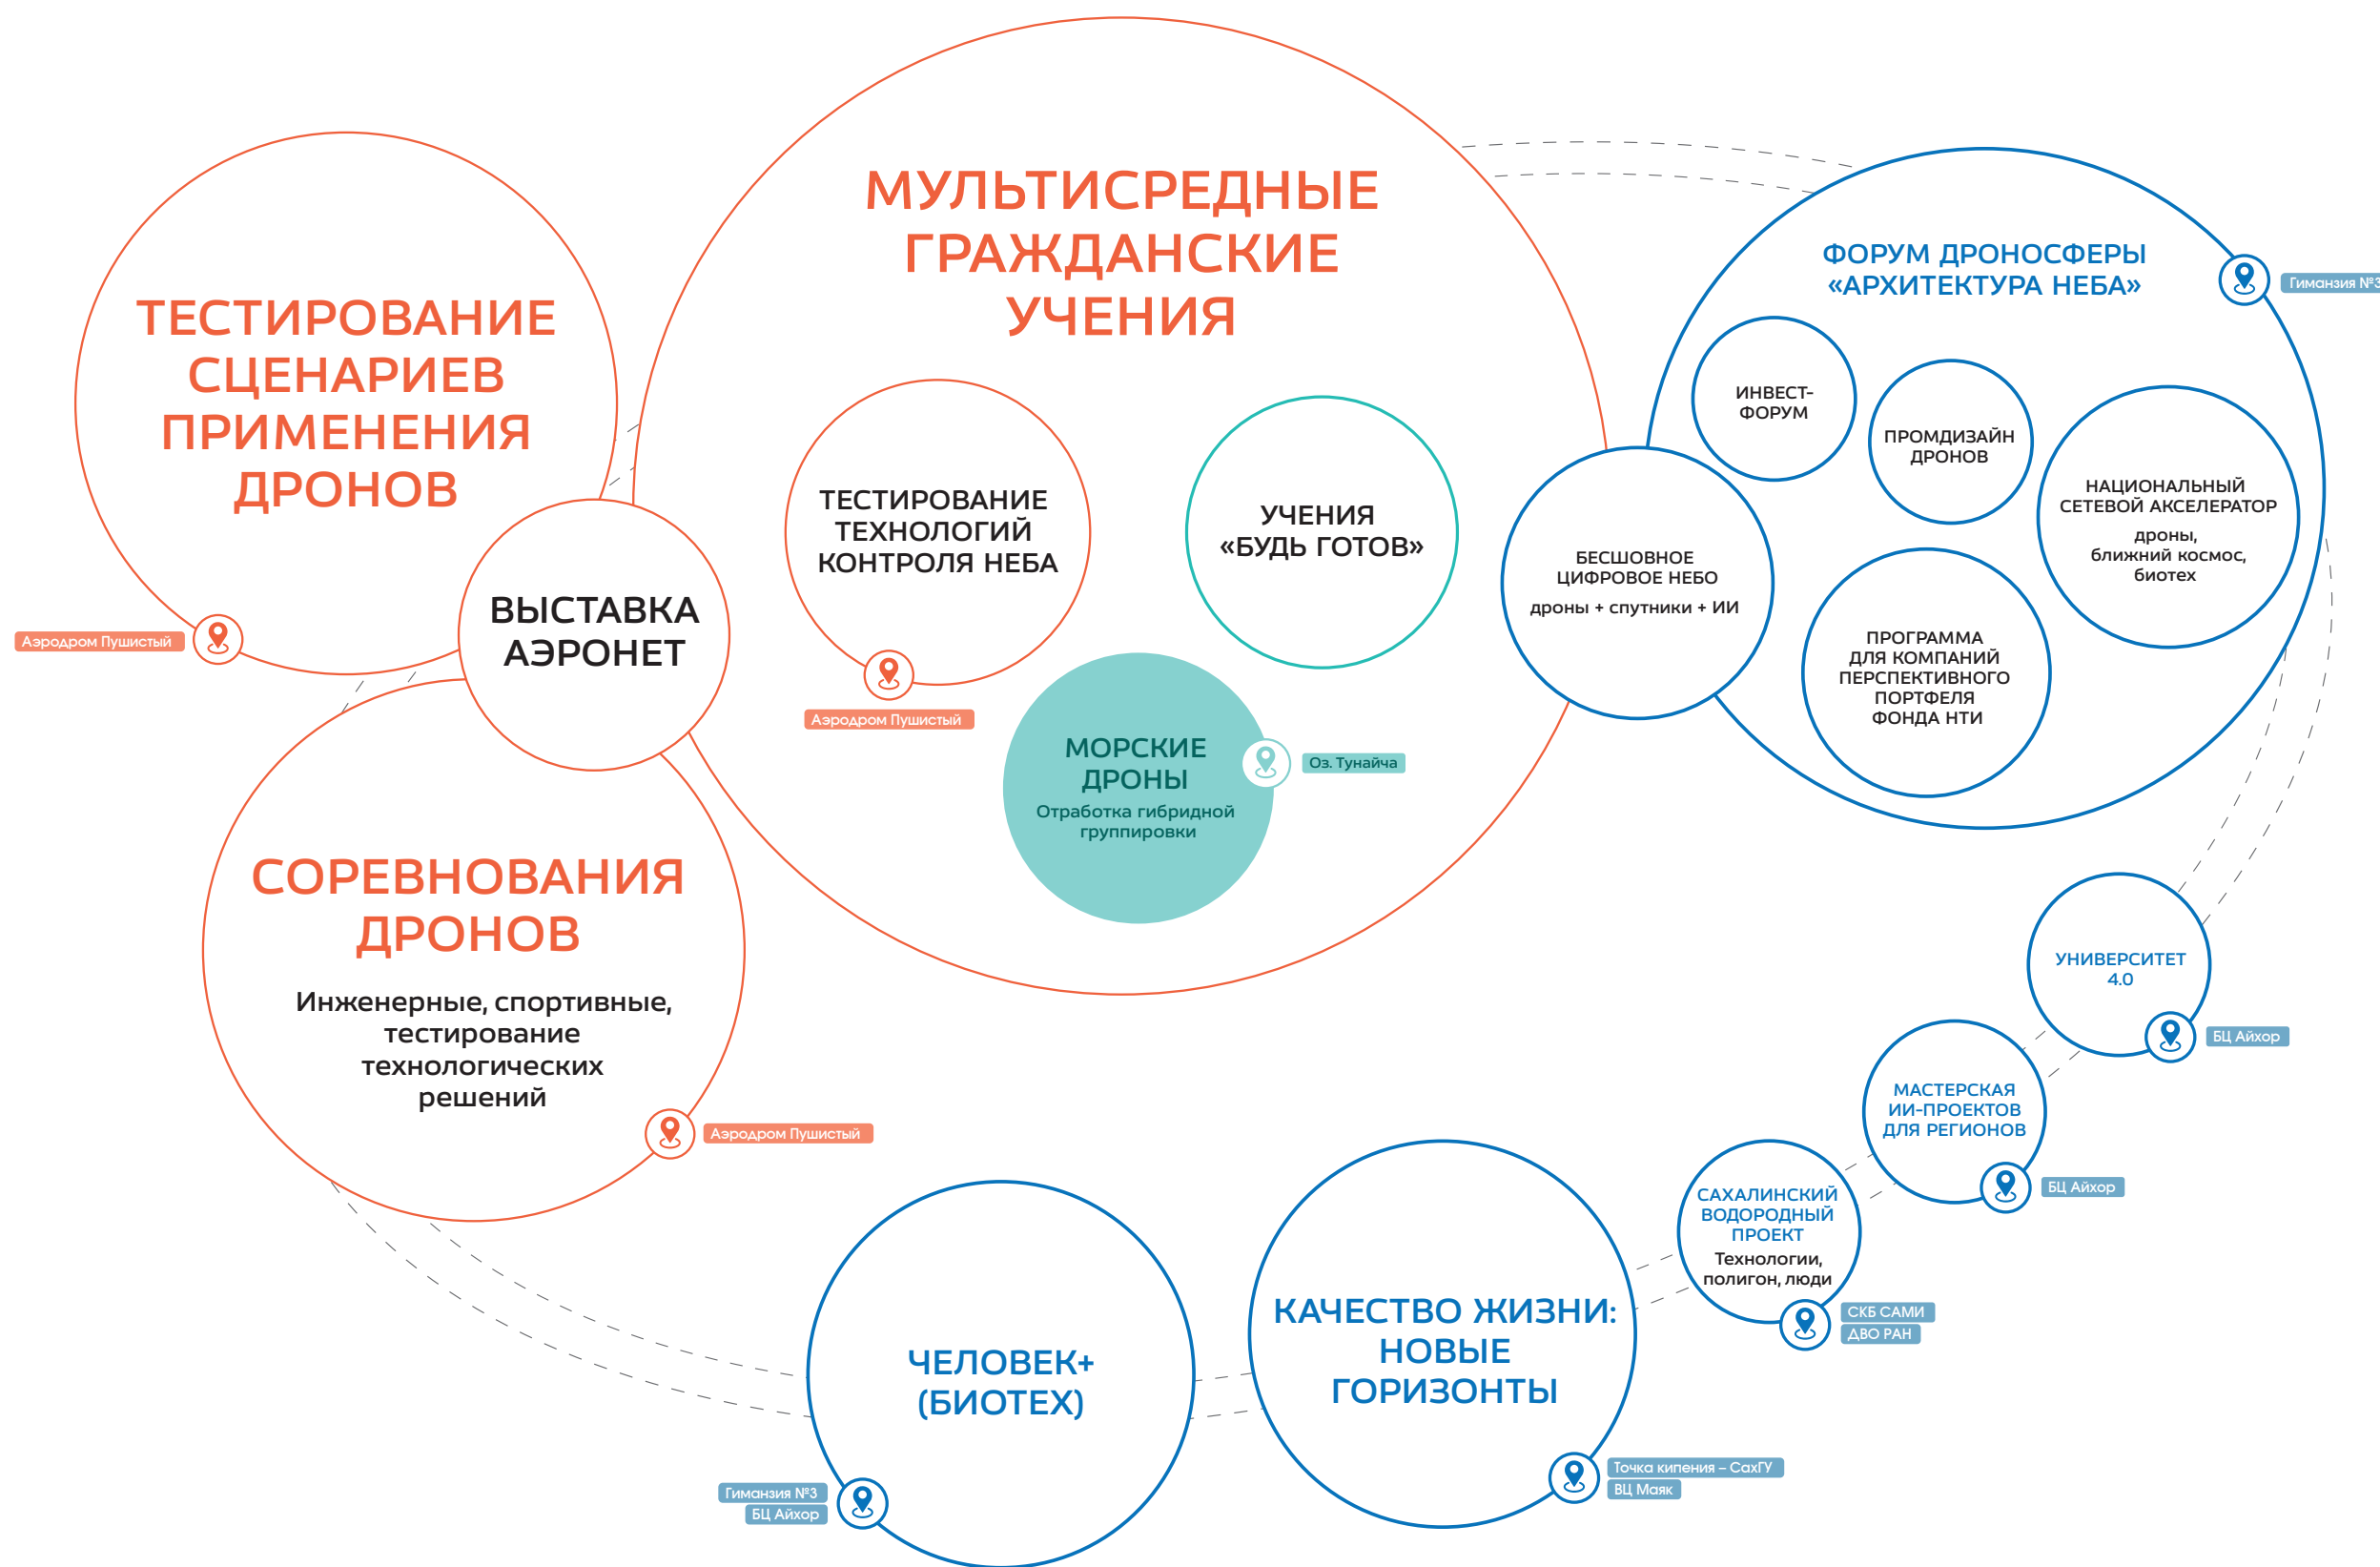 МУЛЬТИСРЕДНЫЕ
ГРАЖДАНСКИЕ
УЧЕНИЯ
ТЕСТИРОВАНИЕ
СЦЕНАРИЕВ
ПРИМЕНЕНИЯ
ДРОНОВ
Аэродром Пушистый
ВЫСТАВКА
АЭРОНЕТ
ТЕСТИРОВАНИЕ
ТЕХНОЛОГИЙ
КОНТРОЛЯ НЕБА
Аэродром Пушистый
УЧЕНИЯ
«БУДЬ ГОТОВ»
МОРСКИЕ
ДРОНЫ
Отработка гибридной
группировки
Оз. Тунайча
БЕСШОВНОЕ
ЦИФРОВОЕ НЕБО
дроны + спутники + ИИ
ФОРУМ ДРОНОСФЕРЫ
«АРХИТЕКТУРА НЕБА»
Гиманзия №3
ИНВЕСТ-
ФОРУМ
ПРОМДИЗАЙН
ДРОНОВ
НАЦИОНАЛЬНЫЙ
СЕТЕВОЙ АКСЕЛЕРАТОР
дроны,
ближний космос,
биотех
ПРОГРАММА
ДЛЯ КОМПАНИЙ
ПЕРСПЕКТИВНОГО
ПОРТФЕЛЯ
ФОНДА НТИ
СОРЕВНОВАНИЯ
ДРОНОВ
Инженерные, спортивные,
тестирование
технологических
решений
Аэродром Пушистый
УНИВЕРСИТЕТ
4.0
БЦ Айхор
МАСТЕРСКАЯ
ИИ-ПРОЕКТОВ
ДЛЯ РЕГИОНОВ
БЦ Айхор
САХАЛИНСКИЙ
ВОДОРОДНЫЙ
ПРОЕКТ
Технологии,
полигон, люди
СКБ САМИ
ДВО РАН
КАЧЕСТВО ЖИЗНИ:
НОВЫЕ
ГОРИЗОНТЫ
Точка кипения – СахГУ
ВЦ Маяк
ЧЕЛОВЕК+
(БИОТЕХ)
Гиманзия №3
БЦ Айхор